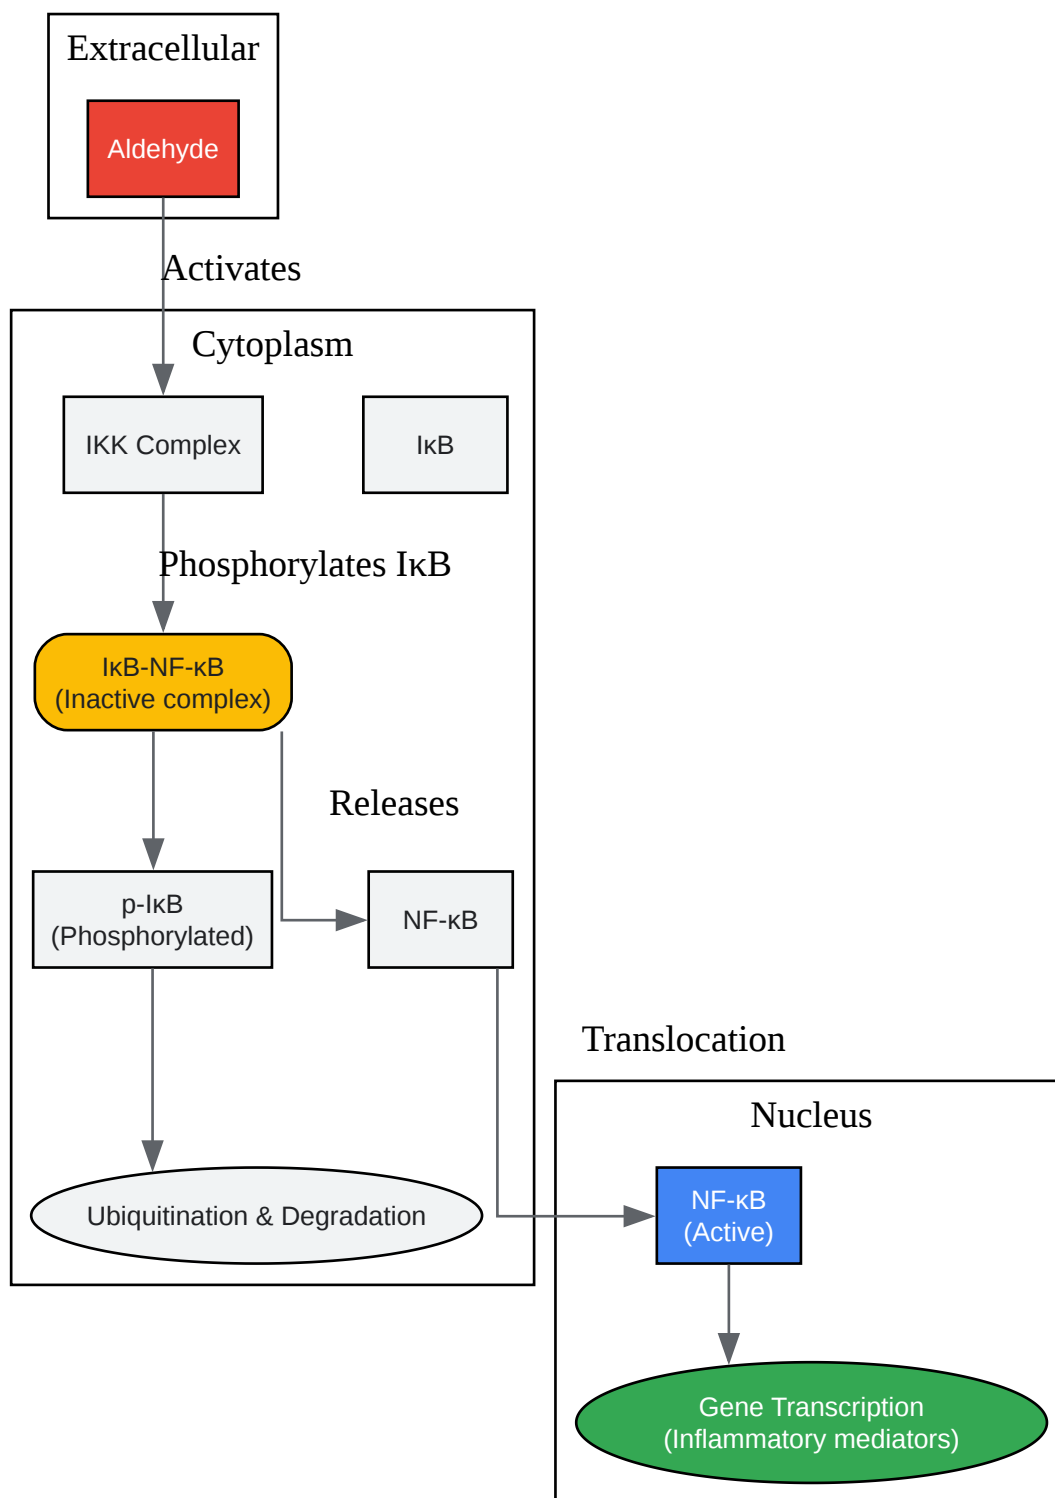 Extracellular
Aldehyde
Activates
Cytoplasm
IKK Complex
IκB
Phosphorylates IκB
IκB-NF-κB
(Inactive complex)
Releases
p-IκB
(Phosphorylated)
NF-κB
Translocation
Nucleus
NF-κB
(Active)
Ubiquitination & Degradation
Gene Transcription
(Inflammatory mediators)